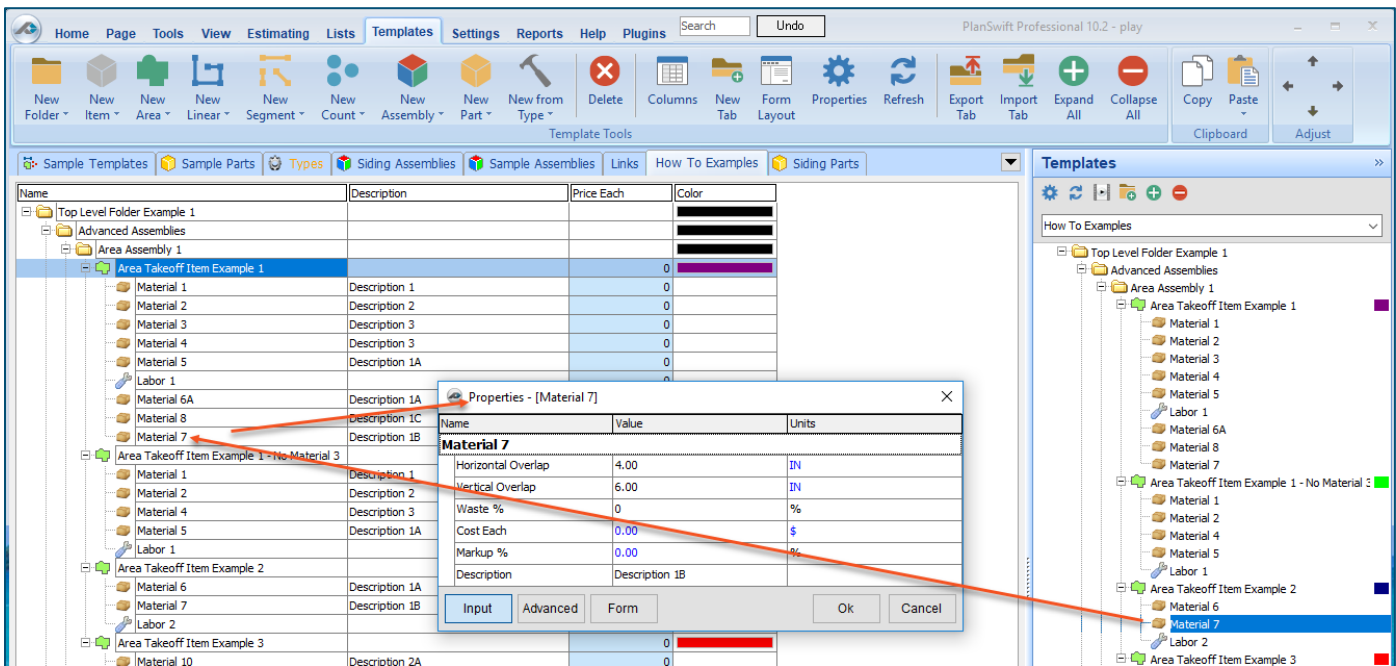 Home Page Tools View Estimating Lists Templates Settings Reports Help Plugins Search Undo PlanSwift Professional 10.2 - play
New Folder New Item New Area New Linear New Segment New Count New Assembly New Part New from Type Delete Columns New Tab Form Layout Properties Refresh Export Tab Import Tab Expand All Collapse All Copy Paste
Template Tools Clipboard Adjust
Sample Templates Sample Parts Types Siding Assemblies Sample Assemblies Links How To Examples Siding Parts
Name Description Price Each Color
Top Level Folder Example 1
Advanced Assemblies
Area Assembly 1
Area Takeoff Item Example 1 0
Material 1 Description 1 0
Material 2 Description 2 0
Material 3 Description 3 0
Material 4 Description 3 0
Material 5 Description 1A 0
Labor 1 0
Material 6A Description 1A
Material 8 Description 1C
Material 7 Description 1B
Area Takeoff Item Example 1 - No Material 3
Material 1 Description 1
Material 2 Description 2
Material 4 Description 3
Material 5 Description 1A
Labor 1
Area Takeoff Item Example 2
Material 6 Description 1A
Material 7 Description 1B
Labor 2
Area Takeoff Item Example 3 0
Material 10 Description 2A 0
Properties - [Material 7]
Name Value Units
Material 7
Horizontal Overlap 4.00 IN
Vertical Overlap 6.00 IN
Waste % 0 %
Cost Each 0.00 $
Markup % 0.00 %
Description Description 1B
Input Advanced Form Ok Cancel
Templates
How To Examples
Top Level Folder Example 1
Advanced Assemblies
Area Assembly 1
Area Takeoff Item Example 1
Material 1
Material 2
Material 3
Material 4
Material 5
Labor 1
Material 6A
Material 8
Material 7
Area Takeoff Item Example 1 - No Material 3
Material 1
Material 2
Material 4
Material 5
Labor 1
Area Takeoff Item Example 2
Material 6
Material 7
Labor 2
Area Takeoff Item Example 3